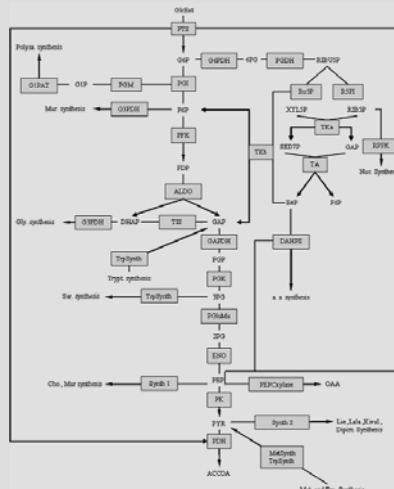 GlcExt
PTS
Polysa. synthesis
G6P
G6PDH
6PG
PGDH
RIBU5P
G1PAT
G1P
PGM
PGI
Ru5P
R5PI
Mur. synthesis
G3PDH
F6P
XYL5P
RIB5P
TKa
PFK
TKb
SED7P
GAP
RPPK
TA
Nuc. Synthesis
FDP
ALDO
E4P
F6P
Gly. synthesis
G3PDH
DHAP
TIS
GAP
GAPDH
DAHPS
TrpSynth
PGP
Trypt. synthesis
PGK
Ser. synthesis
TrpSynth
3PG
a. a. synthesis
PGluMu
2PG
ENO
PEP
Cho., Mur synthesis
Synth 1
PEPCxylase
OAA
PK
PYR
Synth 2
PDH
MetSynth
TrpSynth
ACCOA